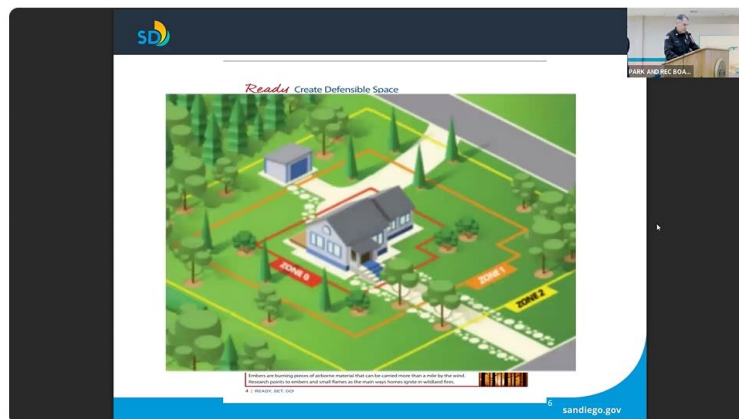 SD
PARK AND REC BOA...
Ready Create Defensible Space
ZONE 0
ZONE 1
ZONE 2
Embers are burning pieces of airborne material that can be carried more than a mile by the wind.
Research points to embers and small flames as the main ways homes ignite in wildland fires.
4 | READY, SET, GO!
6
sandiego.gov